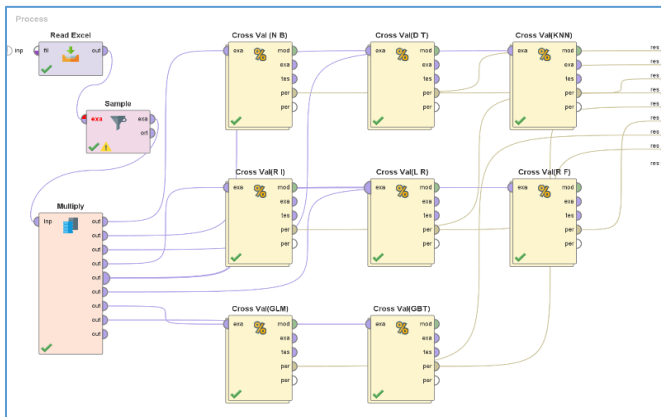 Process
Read Excel
inp
fil
out
Sample
exa
exa
ori
Multiply
inp
out
out
out
out
out
out
out
out
out
Cross Val (N B)
exa
mod
exa
tes
per
per
Cross Val(D T)
exa
mod
exa
tes
per
per
Cross Val(KNN)
exa
mod
exa
tes
per
per
res
res
res
res
res
res
res
res
res
Cross Val(R I)
exa
mod
exa
tes
per
per
Cross Val(L R)
exa
mod
exa
tes
per
per
Cross Val(R F)
exa
mod
exa
tes
per
per
Cross Val(GLM)
exa
mod
exa
tes
per
per
Cross Val(GBT)
exa
mod
exa
tes
per
per